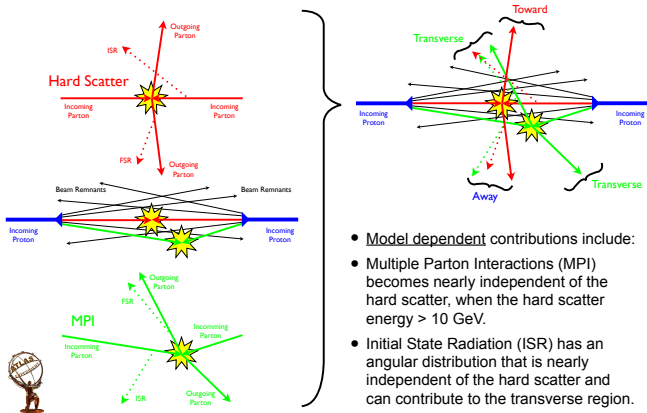 Outgoing
Parton
ISR
Hard Scatter
Incoming
Parton
Incoming
Parton
FSR
Outgoing
Parton
Beam Remnants
Beam Remnants
Incoming
Proton
Incoming
Proton
Outgoing
Parton
FSR
MPI
Incomming
Parton
Incomming
Parton
ISR
Outgoing
Parton
ATLAS
Toward
Transverse
Incoming
Proton
Incoming
Proton
Away
Transverse
• Model dependent contributions include:
• Multiple Parton Interactions (MPI)
becomes nearly independent of the
hard scatter, when the hard scatter
energy > 10 GeV.
• Initial State Radiation (ISR) has an
angular distribution that is nearly
independent of the hard scatter and
can contribute to the transverse region.